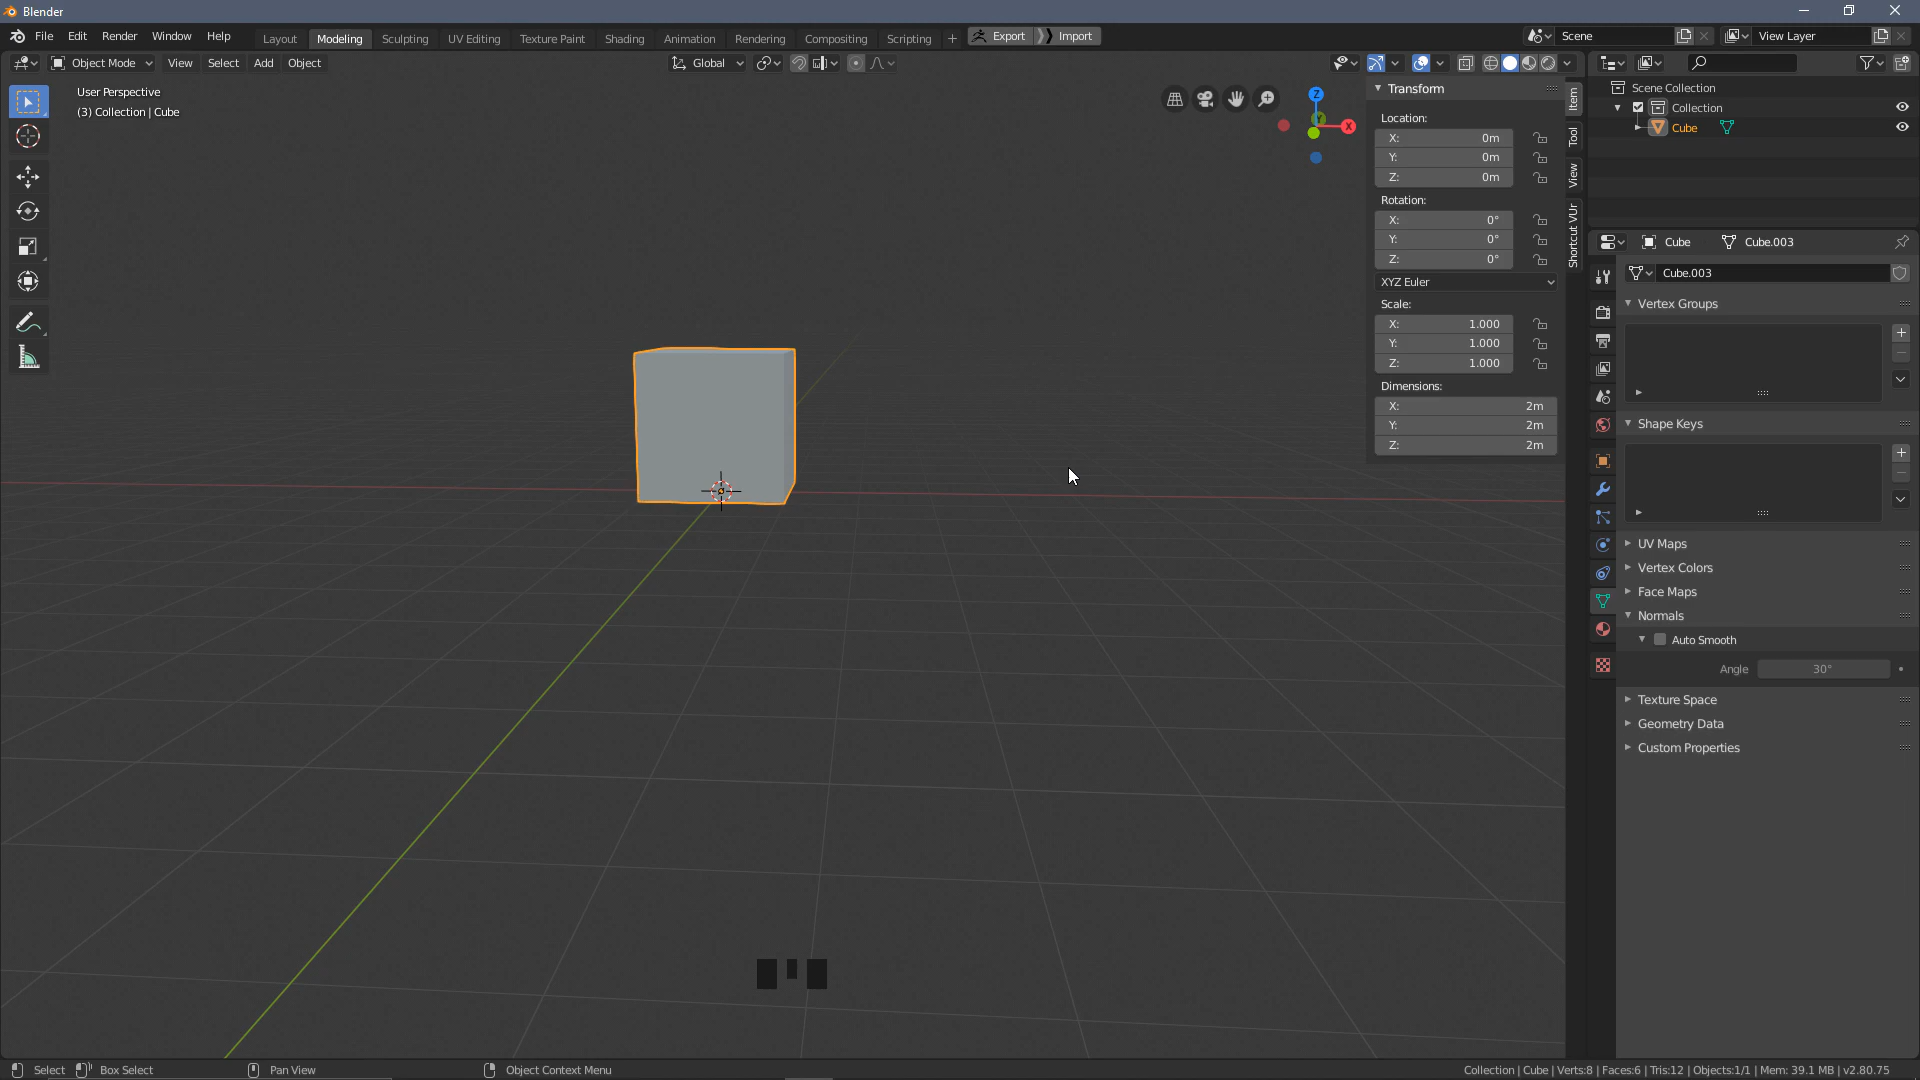 Blender
File Edit Render Window Help Layout Modeling Sculpting UV Editing Texture Paint Shading Animation Rendering Compositing Scripting + Export Import Scene View Layer
Object Mode View Select Add Object Global
User Perspective
(3) Collection | Cube
Z
Y
X
Transform
Location:
X: 0m
Y: 0m
Z: 0m
Rotation:
X: 0°
Y: 0°
Z: 0°
XYZ Euler
Scale:
X: 1.000
Y: 1.000
Z: 1.000
Dimensions:
X: 2m
Y: 2m
Z: 2m
Item
Tool
View
Shortcut VUr
Scene Collection
Collection
Cube
Cube Cube.003
Cube.003
Vertex Groups
Shape Keys
UV Maps
Vertex Colors
Face Maps
Normals
Auto Smooth
Angle 30°
Texture Space
Geometry Data
Custom Properties
Select Box Select Pan View Object Context Menu Collection | Cube | Verts:8 | Faces:6 | Tris:12 | Objects:1/1 | Mem: 39.1 MB | v2.80.75